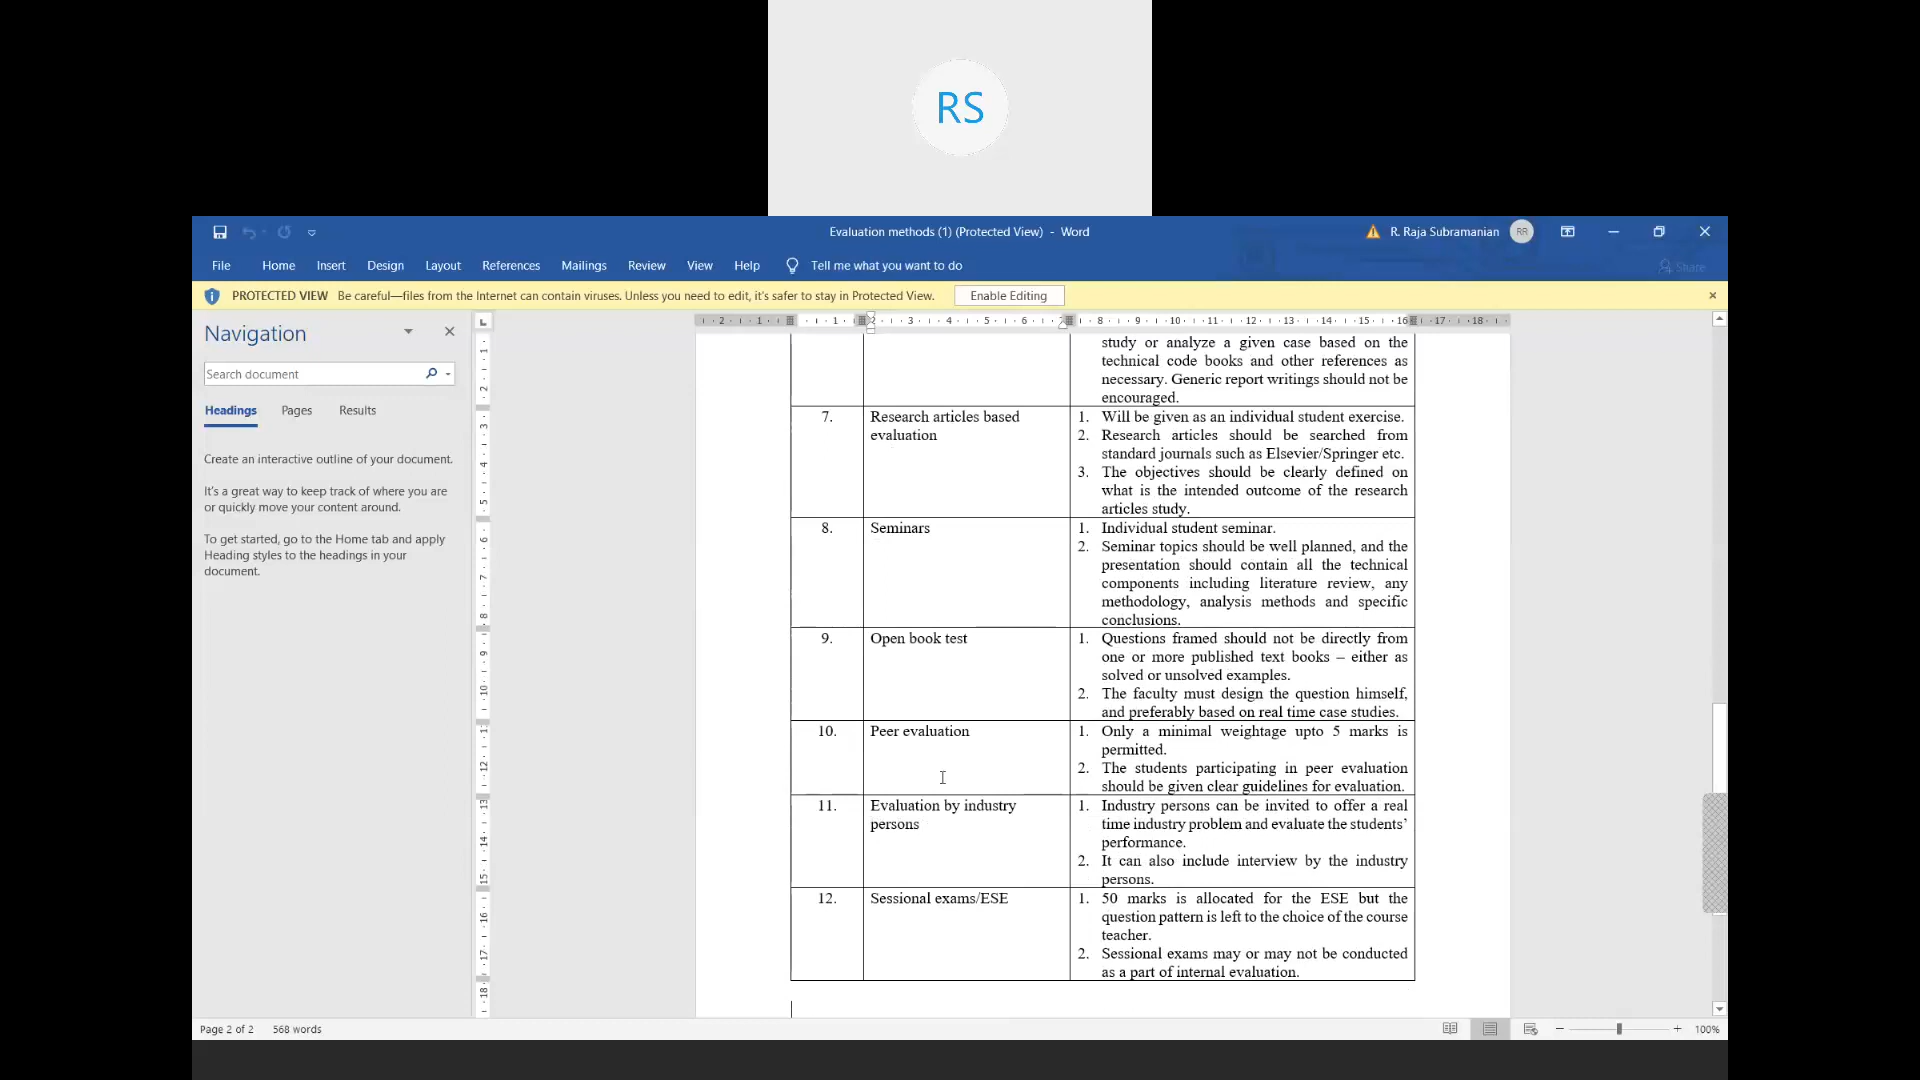 RS
Evaluation methods (1) (Protected View) - Word
R. Raja Subramanian
RR
File Home Insert Design Layout References Mailings Review View Help Tell me what you want to do
Share
PROTECTED VIEW Be careful—files from the Internet can contain viruses. Unless you need to edit, it's safer to stay in Protected View.
Enable Editing
Navigation
Search document
Headings Pages Results
Create an interactive outline of your document.
It's a great way to keep track of where you are
or quickly move your content around.
To get started, go to the Home tab and apply
Heading styles to the headings in your
document.
study or analyze a given case based on the
technical code books and other references as
necessary. Generic report writings should not be
encouraged.
7. Research articles based
evaluation
1. Will be given as an individual student exercise.
2. Research articles should be searched from
standard journals such as Elsevier/Springer etc.
3. The objectives should be clearly defined on
what is the intended outcome of the research
articles study.
8. Seminars
1. Individual student seminar.
2. Seminar topics should be well planned, and the
presentation should contain all the technical
components including literature review, any
methodology, analysis methods and specific
conclusions.
9. Open book test
1. Questions framed should not be directly from
one or more published text books – either as
solved or unsolved examples.
2. The faculty must design the question himself,
and preferably based on real time case studies.
10. Peer evaluation
1. Only a minimal weightage upto 5 marks is
permitted.
2. The students participating in peer evaluation
should be given clear guidelines for evaluation.
11. Evaluation by industry
persons
1. Industry persons can be invited to offer a real
time industry problem and evaluate the students’
performance.
2. It can also include interview by the industry
persons.
12. Sessional exams/ESE
1. 50 marks is allocated for the ESE but the
question pattern is left to the choice of the course
teacher.
2. Sessional exams may or may not be conducted
as a part of internal evaluation.
Page 2 of 2 568 words
100%